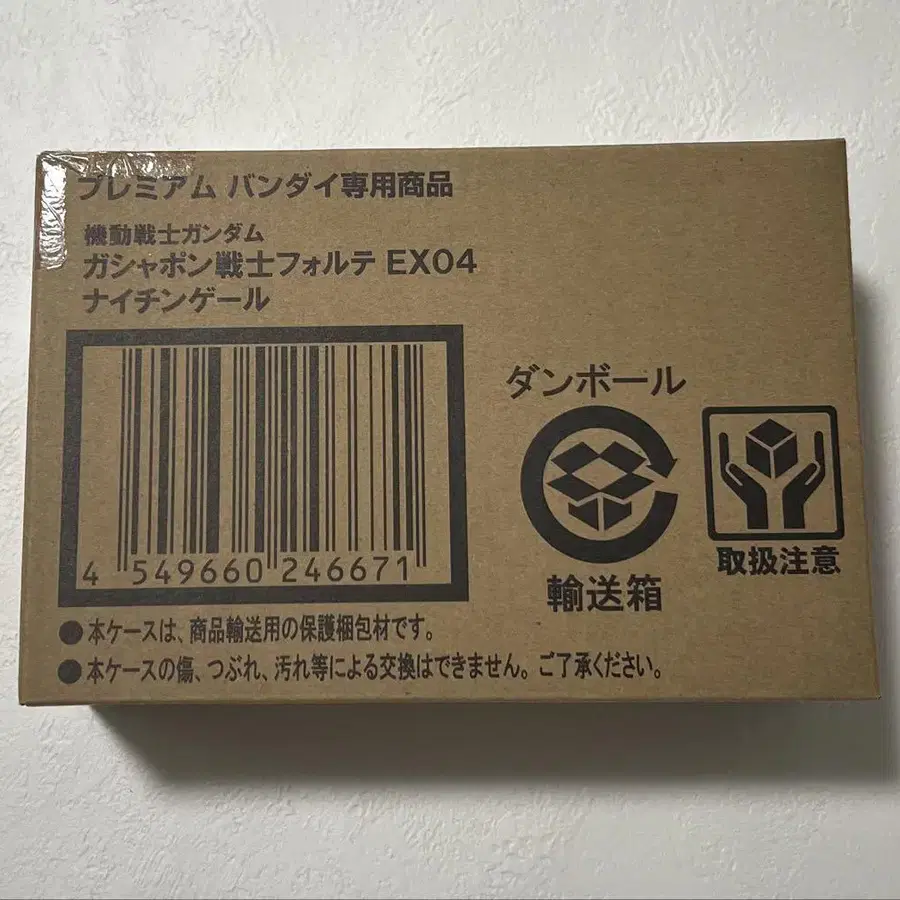 プレミアム バンダイ専用商品
機動戦士ガンダム
ガシャポン戦士フォルテ EX04
ナイチンゲール
4 549660 246671
ダンボール
輸送箱
取扱注意
●本ケースは、商品輸送用の保護梱包材です。
●本ケースの傷、つぶれ、汚れ等による交換はできません。ご了承ください。